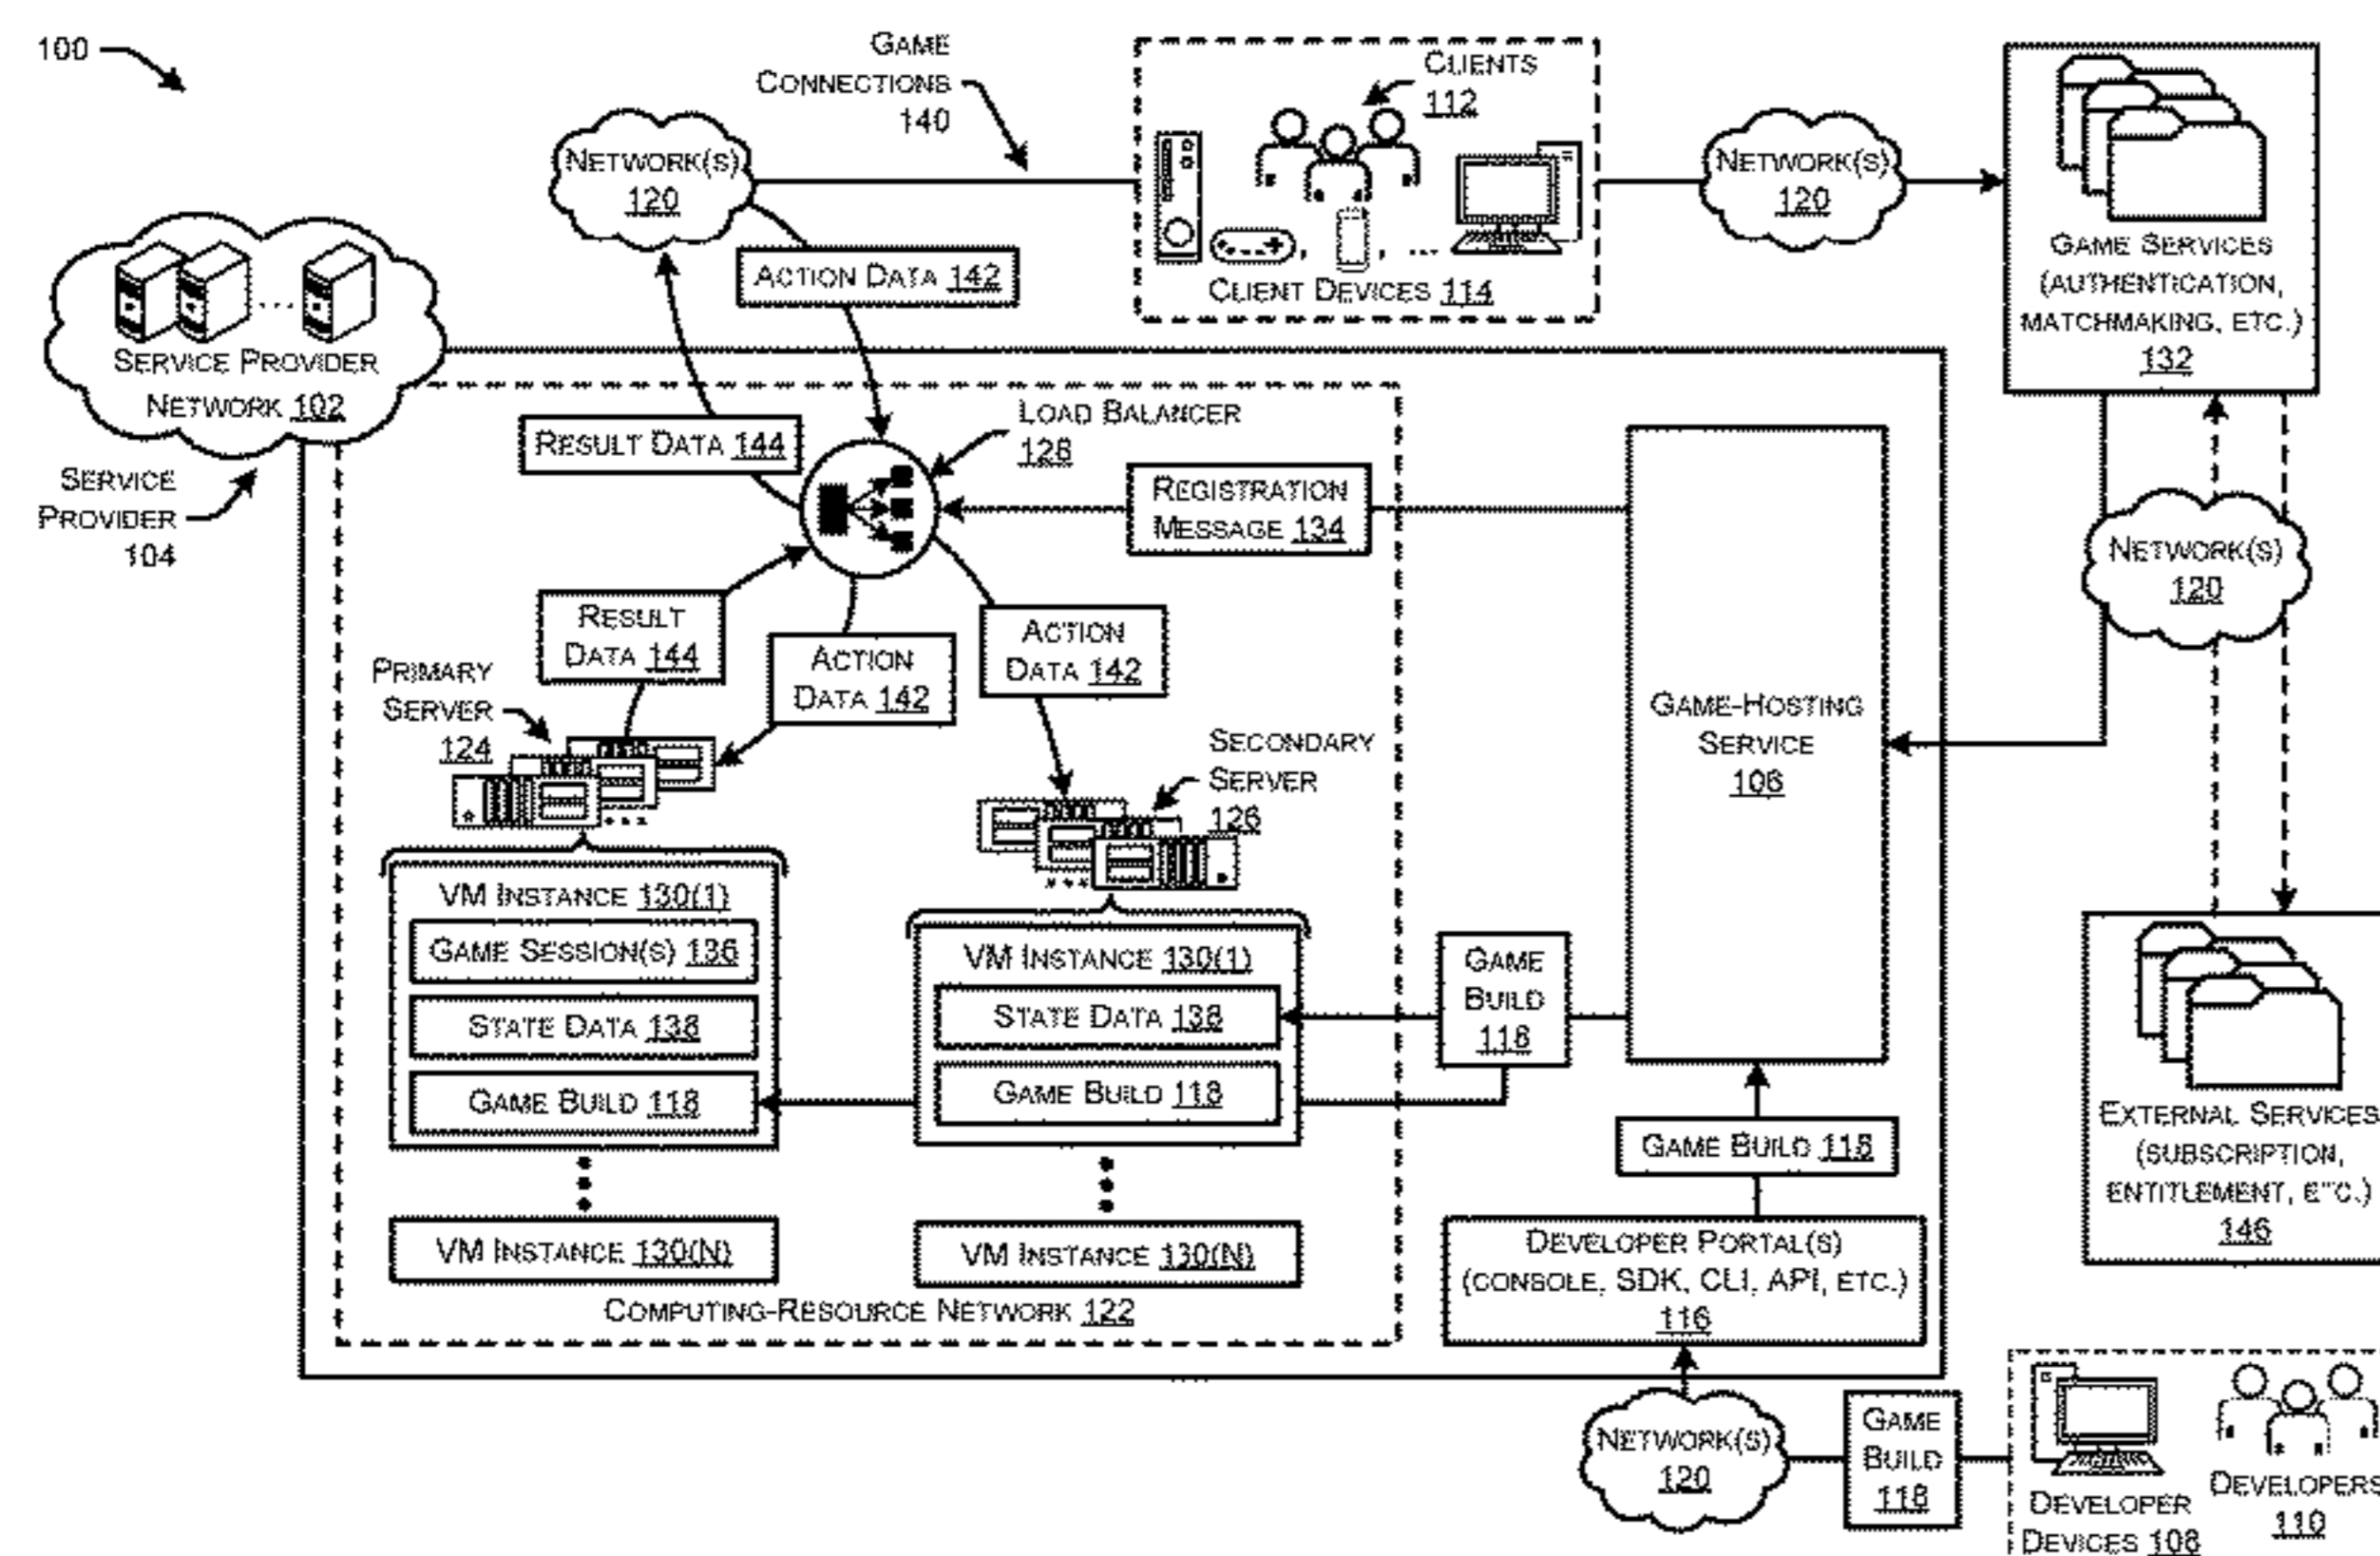 100
GAME
CONNECTIONS
140
CLIENTS
112
NETWORK(S)
120
ACTION DATA 142
CLIENT DEVICES 114
NETWORK(S)
120
GAME SERVICES
(AUTHENTICATION,
MATCHMAKING, ETC.)
132
SERVICE PROVIDER
NETWORK 102
SERVICE
PROVIDER
104
RESULT DATA 144
LOAD BALANCER
128
REGISTRATION
MESSAGE 134
NETWORK(S)
120
RESULT
DATA 144
ACTION
DATA 142
ACTION
DATA 142
PRIMARY
SERVER
124
SECONDARY
SERVER
126
GAME-HOSTING
SERVICE
106
VM INSTANCE 130(1)
GAME SESSION(S) 136
STATE DATA 138
GAME BUILD 118
VM INSTANCE 130(N)
VM INSTANCE 130(1)
STATE DATA 138
GAME BUILD 118
VM INSTANCE 130(N)
COMPUTING-RESOURCE NETWORK 122
GAME
BUILD
118
GAME BUILD 118
DEVELOPER PORTAL(S)
(CONSOLE, SDK, CLI, API, ETC.)
116
EXTERNAL SERVICES
(SUBSCRIPTION,
ENTITLEMENT, ETC.)
146
NETWORK(S)
120
GAME
BUILD
118
DEVELOPER
DEVICES 108
DEVELOPERS
110